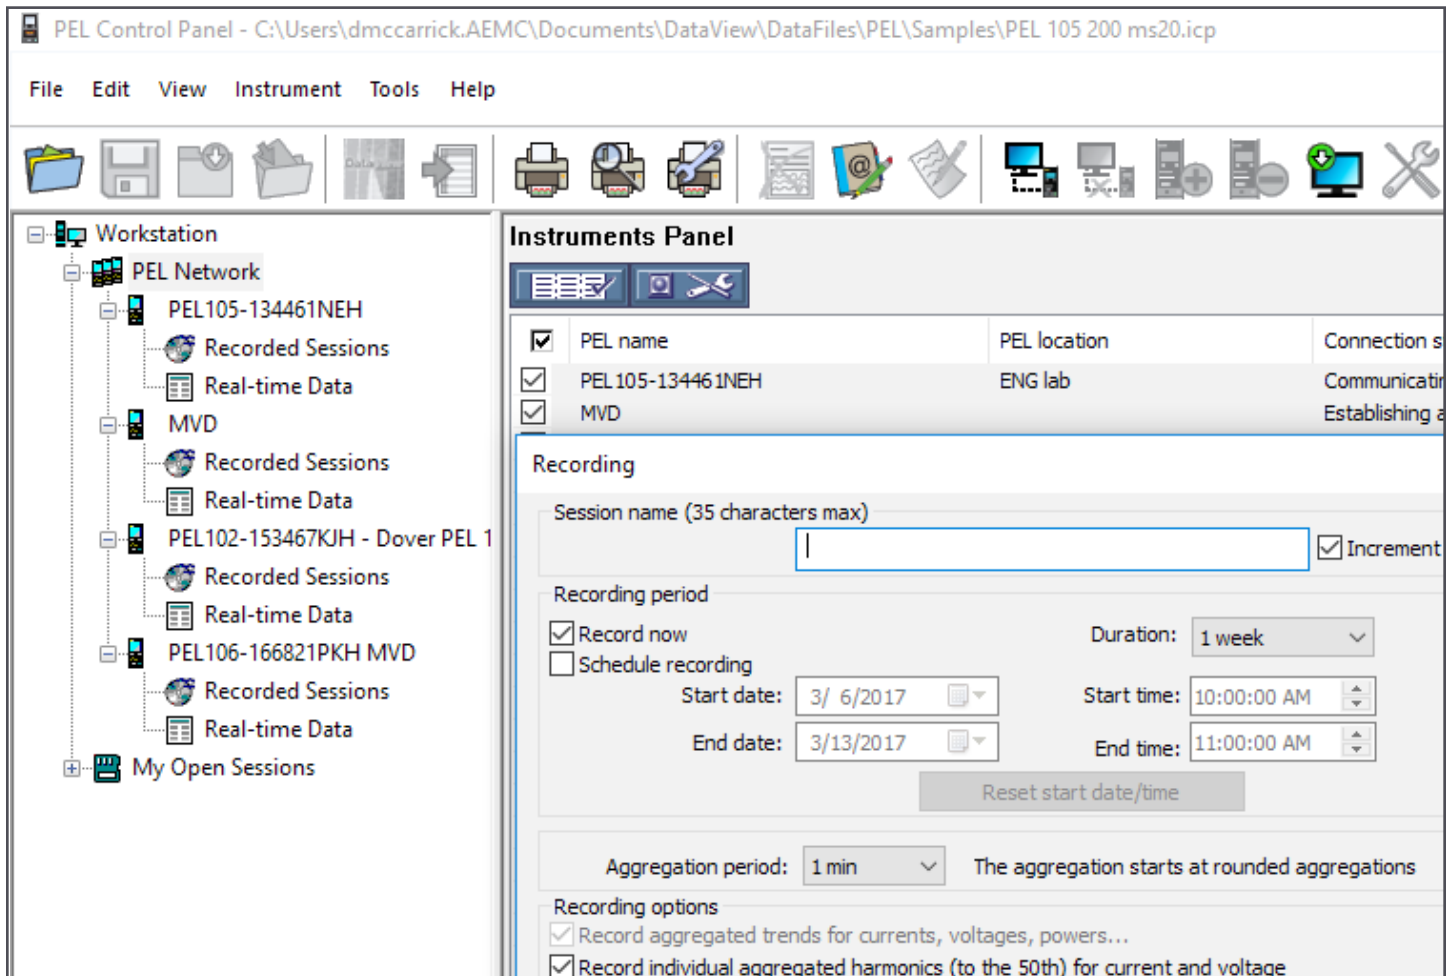 PEL Control Panel - C:\Users\dmccarrick.AEMC\Documents\DataView\DataFiles\PEL\Samples\PEL 105 200 ms20.icp
File Edit View Instrument Tools Help
Workstation
PEL Network
PEL105-134461NEH
Recorded Sessions
Real-time Data
MVD
Recorded Sessions
Real-time Data
PEL102-153467KJH - Dover PEL 1
Recorded Sessions
Real-time Data
PEL106-166821PKH MVD
Recorded Sessions
Real-time Data
My Open Sessions
Instruments Panel
PEL name PEL location Connection s
PEL105-134461NEH ENG lab Communicatin
MVD Establishing a
Recording
Session name (35 characters max)
Increment
Recording period
Record now Duration: 1 week
Schedule recording
Start date: 3/ 6/2017 Start time: 10:00:00 AM
End date: 3/13/2017 End time: 11:00:00 AM
Reset start date/time
Aggregation period: 1 min The aggregation starts at rounded aggregations
Recording options
Record aggregated trends for currents, voltages, powers...
Record individual aggregated harmonics (to the 50th) for current and voltage